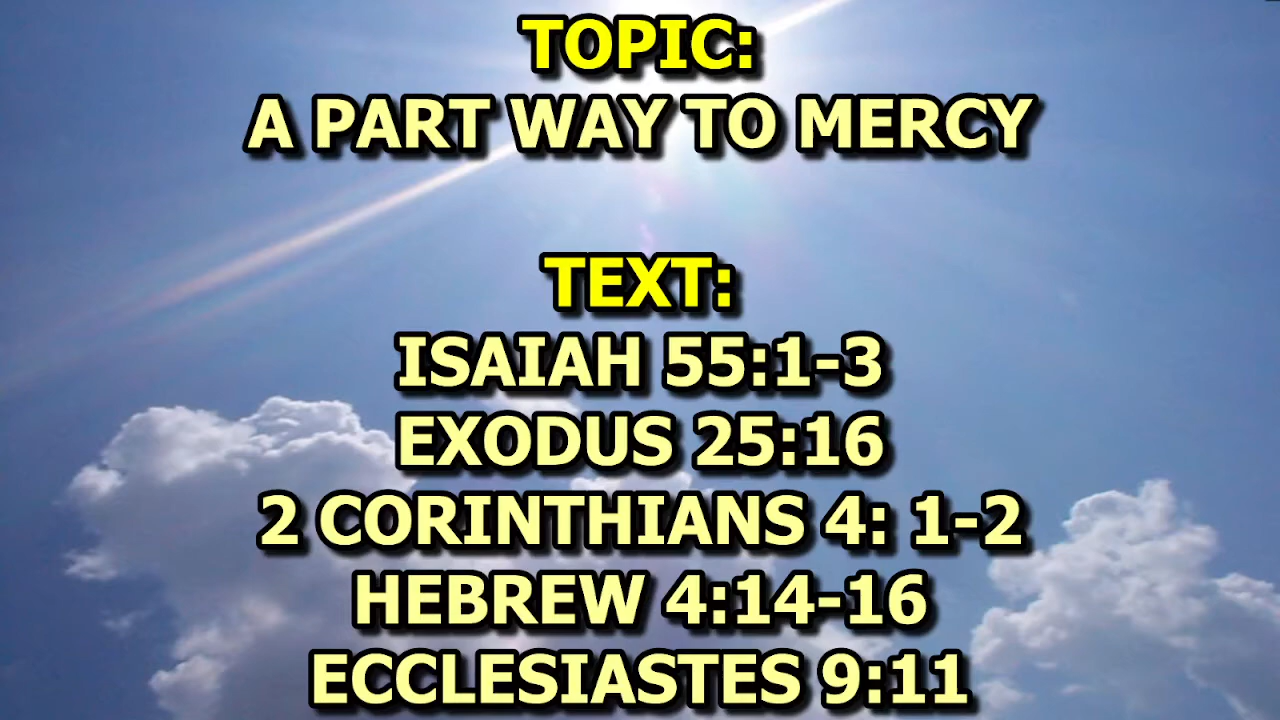 TOPIC:
A PART WAY TO MERCY
TEXT:
ISAIAH 55:1-3
EXODUS 25:16
2 CORINTHIANS 4: 1-2
HEBREW 4:14-16
ECCLESIASTES 9:11